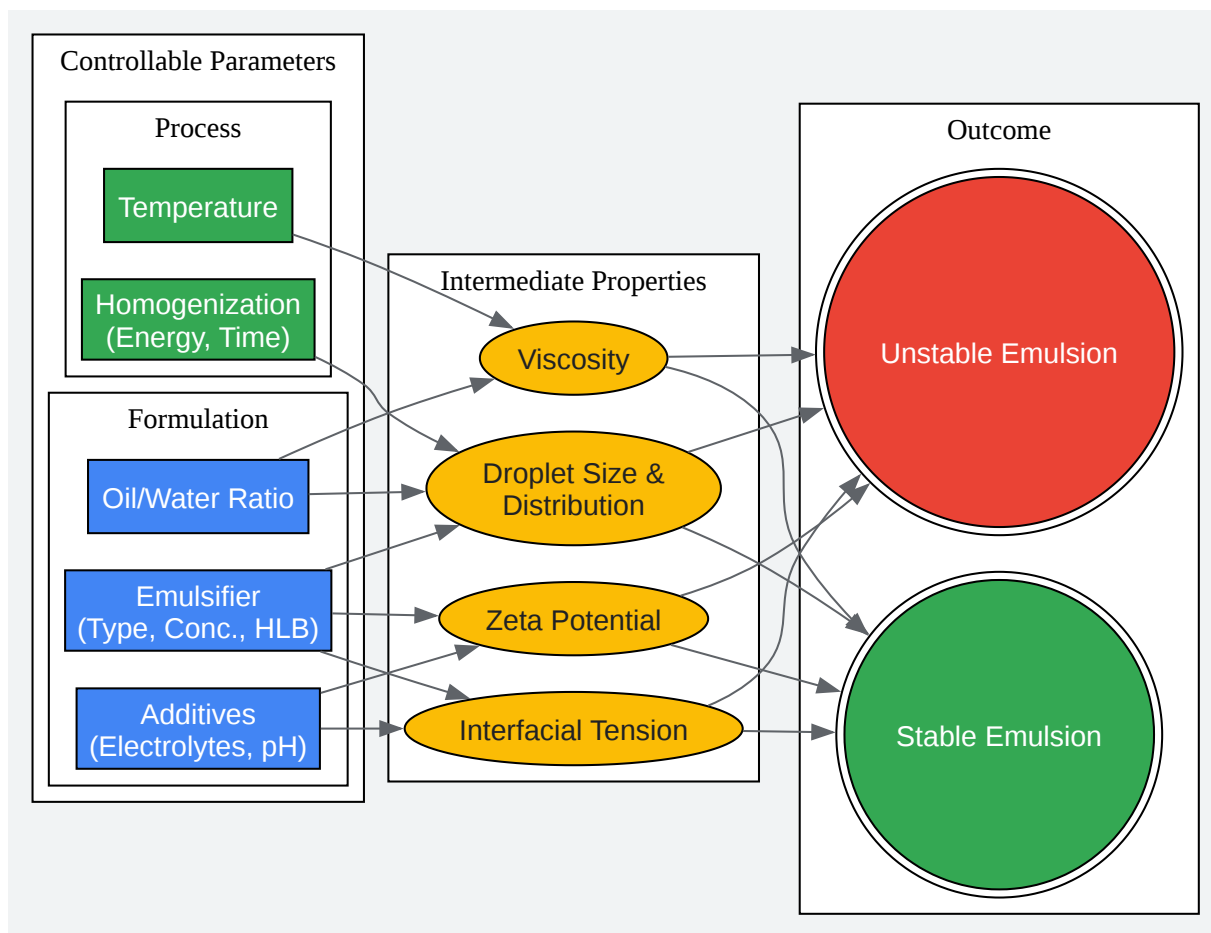 Controllable Parameters
Process
Temperature
Homogenization
(Energy, Time)
Formulation
Oil/Water Ratio
Emulsifier
(Type, Conc., HLB)
Additives
(Electrolytes, pH)
Intermediate Properties
Viscosity
Droplet Size &
Distribution
Zeta Potential
Interfacial Tension
Outcome
Unstable Emulsion
Stable Emulsion